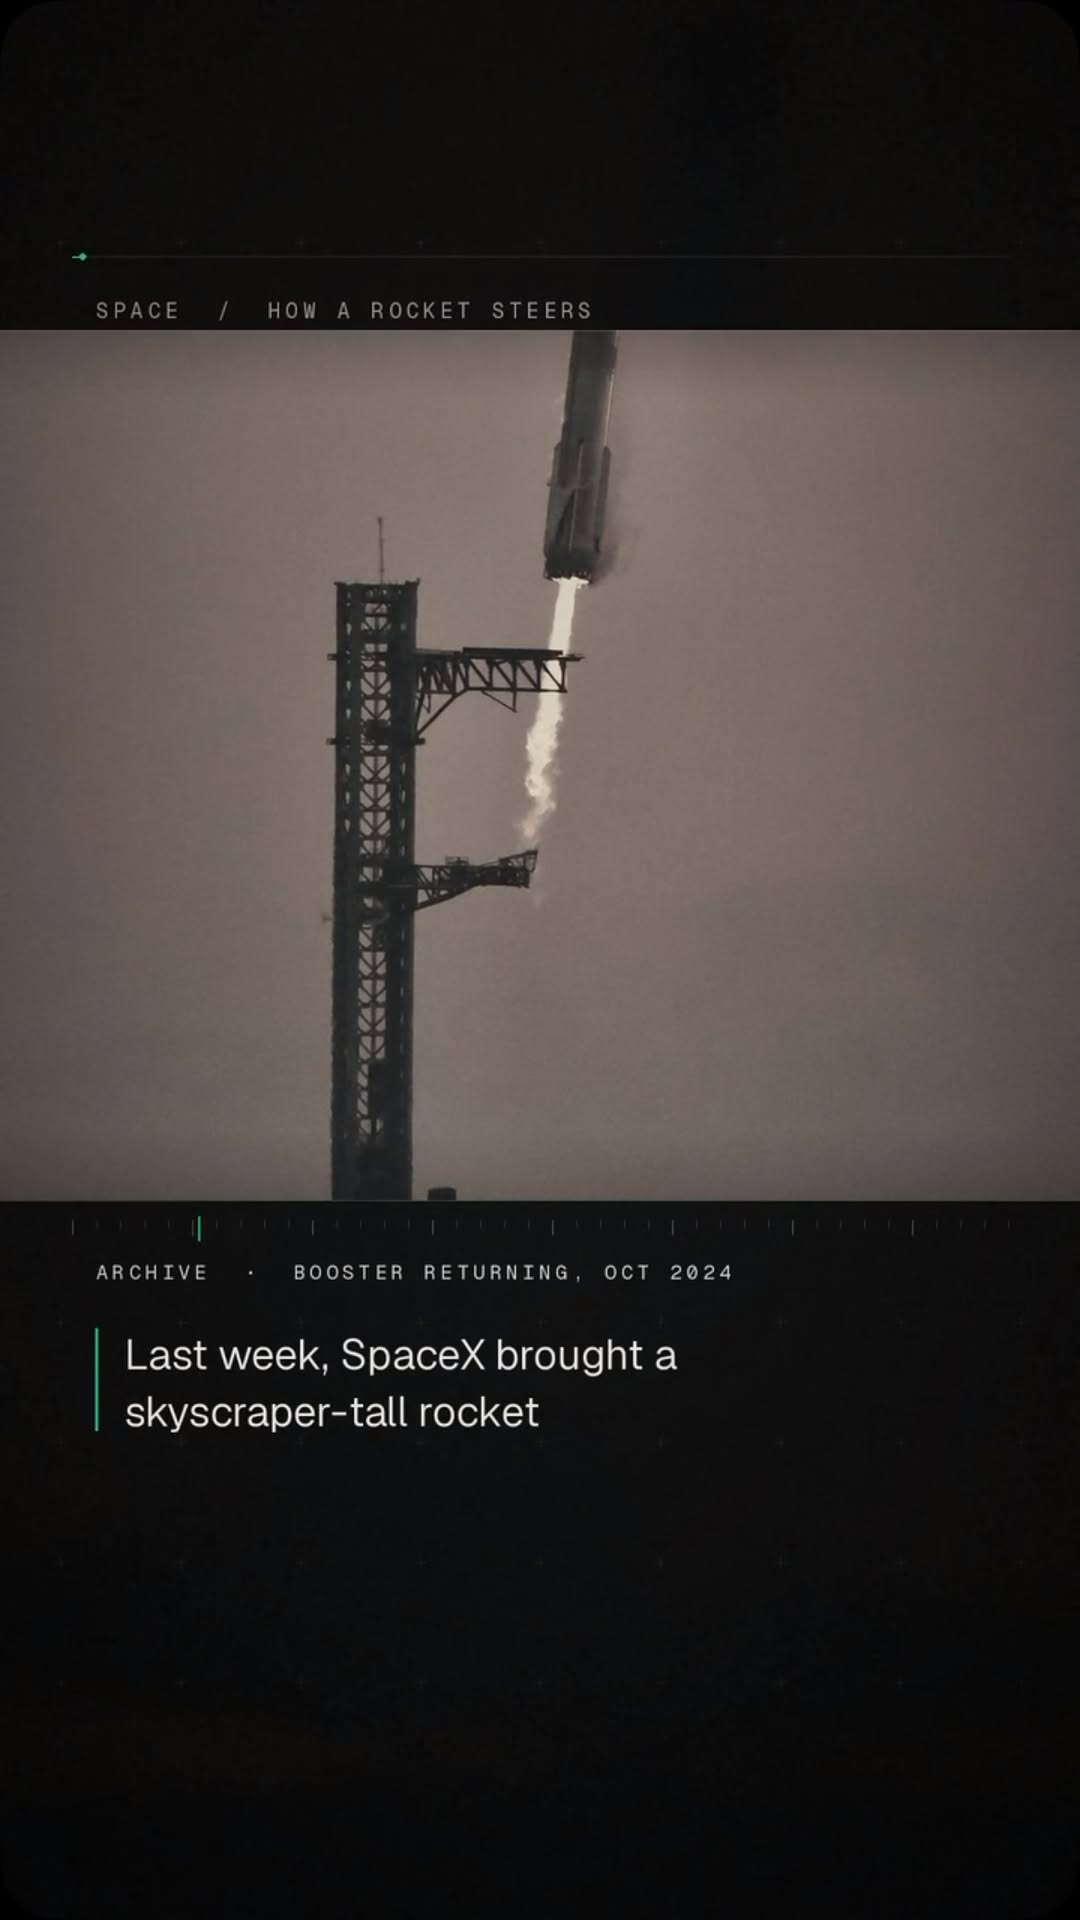 SPACE / HOW A ROCKET STEERS
ARCHIVE · BOOSTER RETURNING, OCT 2024
Last week, SpaceX brought a
skyscraper-tall rocket